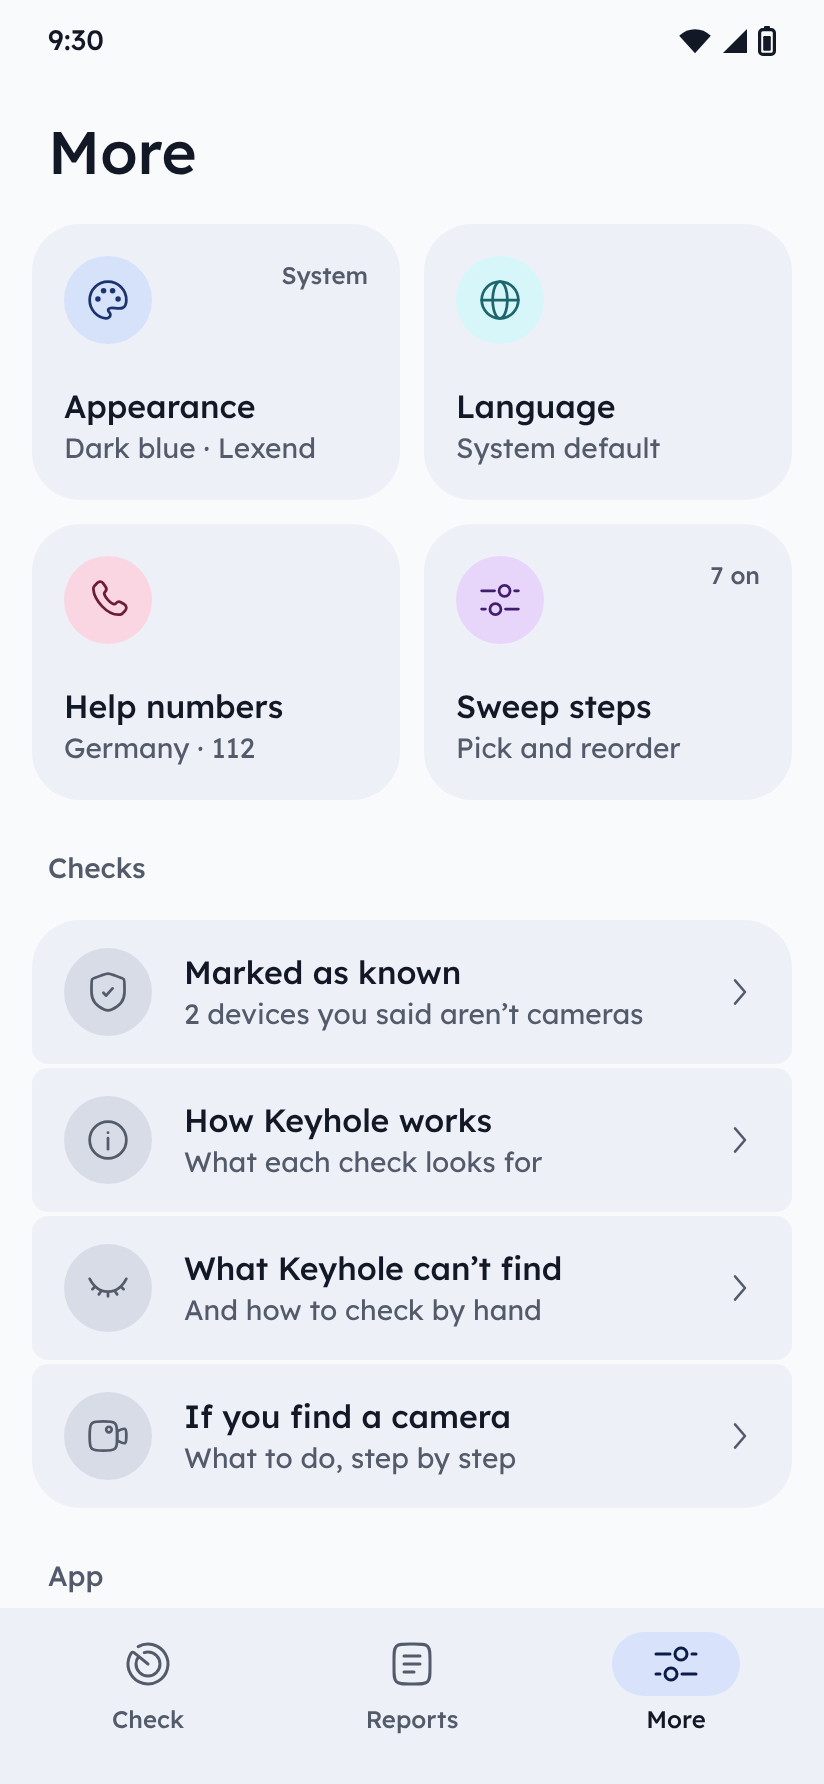 9:30
More
System
Appearance
Dark blue · Lexend
Language
System default
Help numbers
Germany · 112
7 on
Sweep steps
Pick and reorder
Checks
Marked as known
2 devices you said aren’t cameras
How Keyhole works
What each check looks for
What Keyhole can’t find
And how to check by hand
If you find a camera
What to do, step by step
App
Check
Reports
More